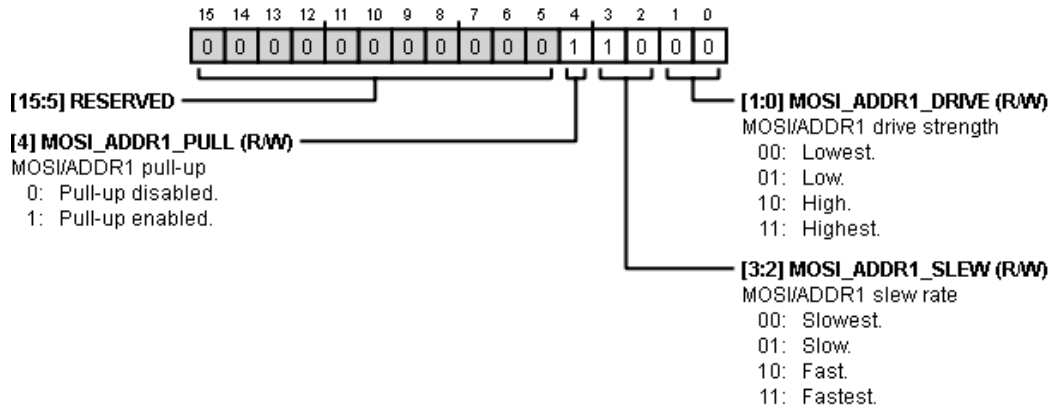 15 14 13 12 11 10 9 8 7 6 5 4 3 2 1 0
0 0 0 0 0 0 0 0 0 0 0 1 1 0 0 0
[15:5] RESERVED
[4] MOSI_ADDR1_PULL (R/W)
MOSI/ADDR1 pull-up
0: Pull-up disabled.
1: Pull-up enabled.
[1:0] MOSI_ADDR1_DRIVE (R/W)
MOSI/ADDR1 drive strength
00: Lowest.
01: Low.
10: High.
11: Highest.
[3:2] MOSI_ADDR1_SLEW (R/W)
MOSI/ADDR1 slew rate
00: Slowest.
01: Slow.
10: Fast.
11: Fastest.